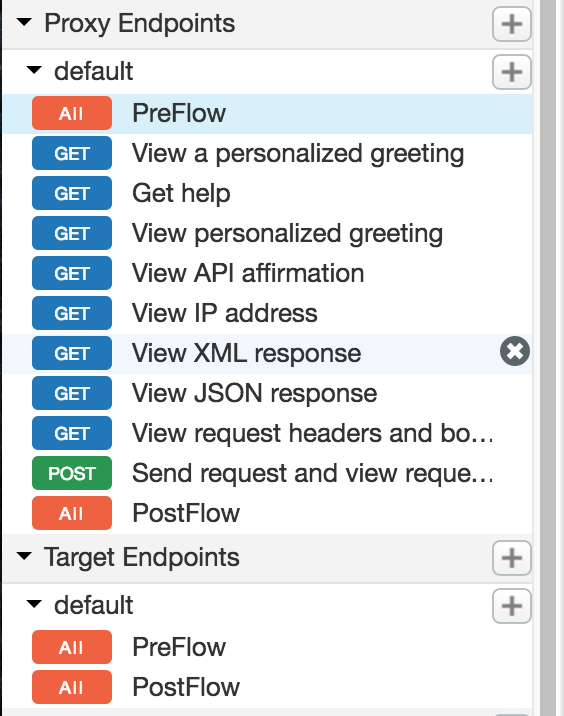 Proxy Endpoints
default
All PreFlow
GET View a personalized greeting
GET Get help
GET View personalized greeting
GET View API affirmation
GET View IP address
GET View XML response
GET View JSON response
GET View request headers and bo...
POST Send request and view reque...
All PostFlow
Target Endpoints
default
All PreFlow
All PostFlow